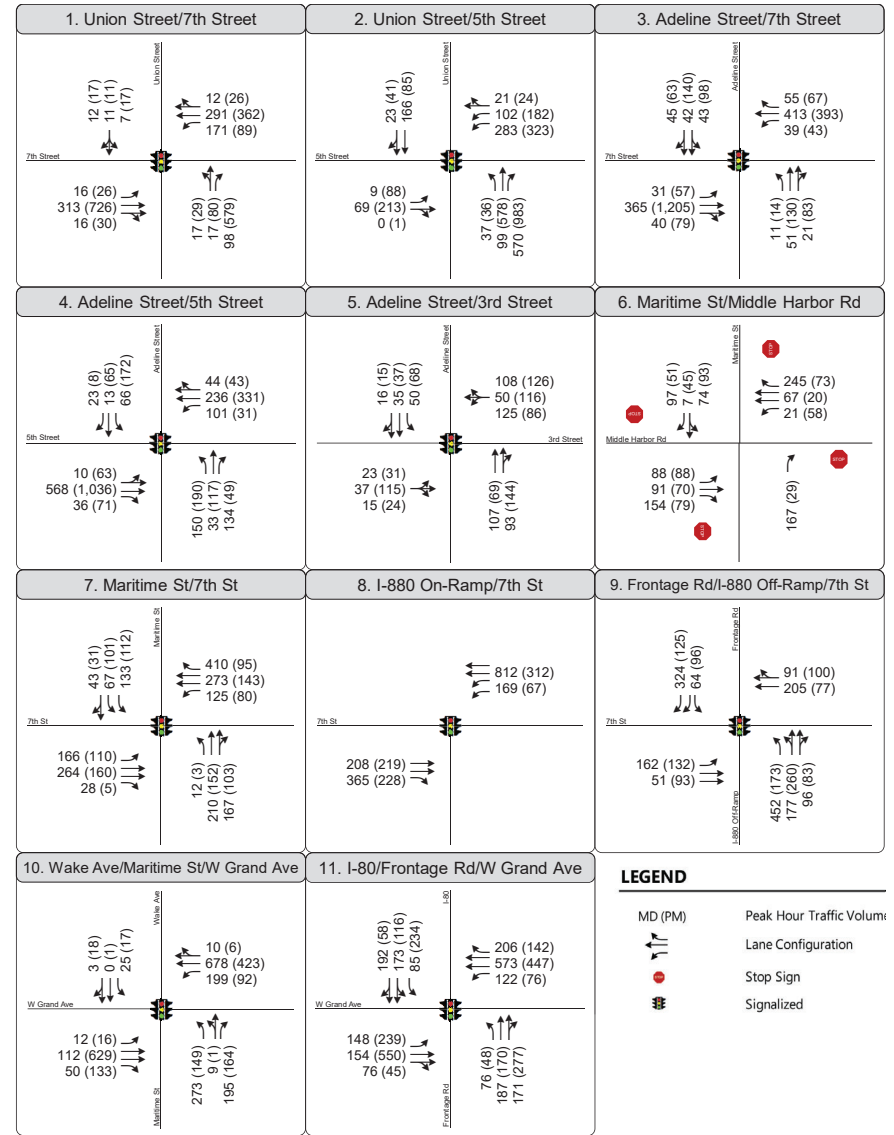 1. Union Street/7th Street
Union Street
12 (17)
11 (11)
7 (17)
12 (26)
291 (362)
171 (89)
7th Street
16 (26)
313 (726)
16 (30)
17 (29)
17 (80)
98 (579)
2. Union Street/5th Street
Union Street
23 (41)
166 (85)
21 (24)
102 (182)
283 (323)
5th Street
9 (88)
69 (213)
0 (1)
37 (36)
99 (578)
570 (983)
3. Adeline Street/7th Street
Adeline Street
45 (63)
42 (140)
43 (98)
55 (67)
413 (393)
39 (43)
7th Street
31 (57)
365 (1,205)
40 (79)
11 (14)
51 (130)
21 (83)
4. Adeline Street/5th Street
Adeline Street
23 (8)
13 (65)
66 (172)
44 (43)
236 (331)
101 (31)
5th Street
10 (63)
568 (1,036)
36 (71)
150 (190)
33 (117)
134 (49)
5. Adeline Street/3rd Street
Adeline Street
16 (15)
35 (37)
50 (68)
108 (126)
50 (116)
125 (86)
3rd Street
23 (31)
37 (115)
15 (24)
107 (69)
93 (144)
6. Maritime St/Middle Harbor Rd
Maritime St
STOP
97 (51)
7 (45)
74 (93)
245 (73)
67 (20)
21 (58)
STOP
Middle Harbor Rd
STOP
88 (88)
91 (70)
154 (79)
167 (29)
STOP
7. Maritime St/7th St
Maritime St
43 (31)
67 (101)
133 (112)
410 (95)
273 (143)
125 (80)
7th St
166 (110)
264 (160)
28 (5)
12 (3)
210 (152)
167 (103)
8. I-880 On-Ramp/7th St
812 (312)
169 (67)
7th St
208 (219)
365 (228)
9. Frontage Rd/I-880 Off-Ramp/7th St
Frontage Rd
324 (125)
64 (96)
91 (100)
205 (77)
7th St
162 (132)
51 (93)
I-880 Off-Ramp
452 (173)
177 (260)
96 (83)
10. Wake Ave/Maritime St/W Grand Ave
Wake Ave
3 (18)
0 (1)
25 (17)
10 (6)
678 (423)
199 (92)
W Grand Ave
12 (16)
112 (629)
50 (133)
Maritime St
273 (149)
9 (1)
195 (164)
11. I-80/Frontage Rd/W Grand Ave
I-80
192 (58)
173 (116)
85 (234)
206 (142)
573 (447)
122 (76)
W Grand Ave
148 (239)
154 (550)
76 (45)
Frontage Rd
76 (48)
187 (170)
171 (277)
LEGEND
MD (PM) Peak Hour Traffic Volume
Lane Configuration
STOP Stop Sign
Signalized